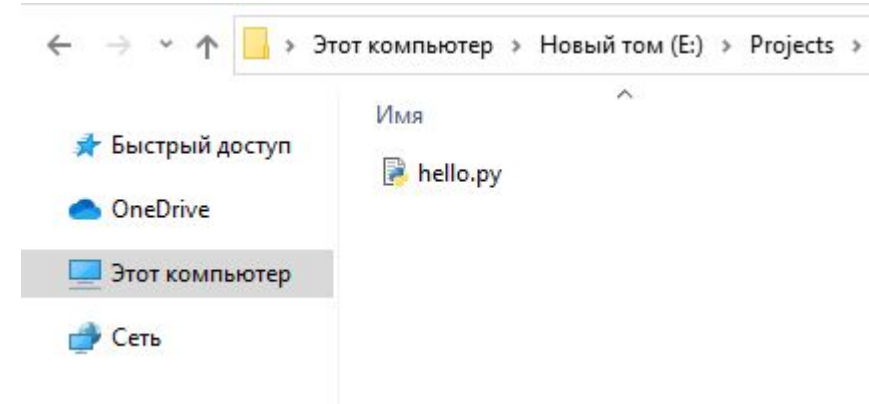 Этот компьютер > Новый том (E:) > Projects >
Имя
Быстрый доступ
hello.py
OneDrive
Этот компьютер
Сеть